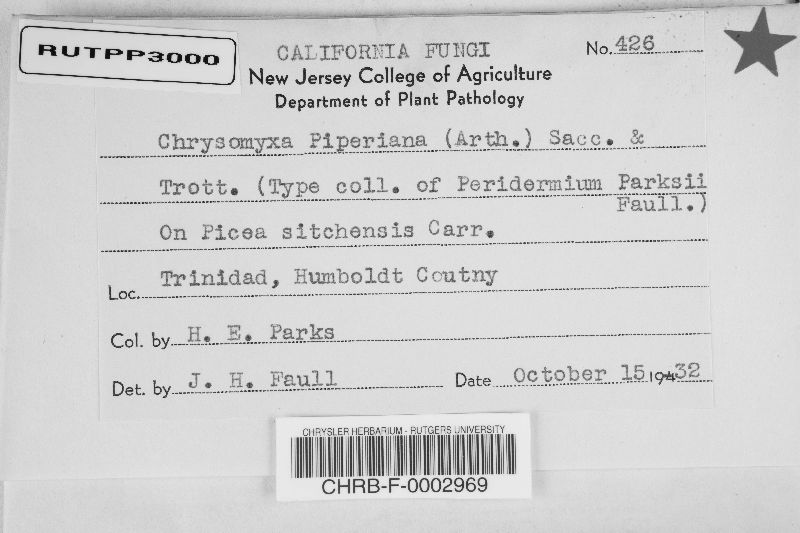 RUTPP3000
CALIFORNIA FUNGI No. 426
New Jersey College of Agriculture
Department of Plant Pathology
Chrysomyxa Piperiana (Arth.) Sacc. &
Trott. (Type coll. of Peridermium Parksii
Faull.)
On Picea sitchensis Carr.
Loc. Trinidad, Humboldt Coutny
Col. by H. E. Parks
Det. by J. H. Faull Date October 15, 1932
CHRYSLER HERBARIUM - RUTGERS UNIVERSITY
CHRB-F-0002969